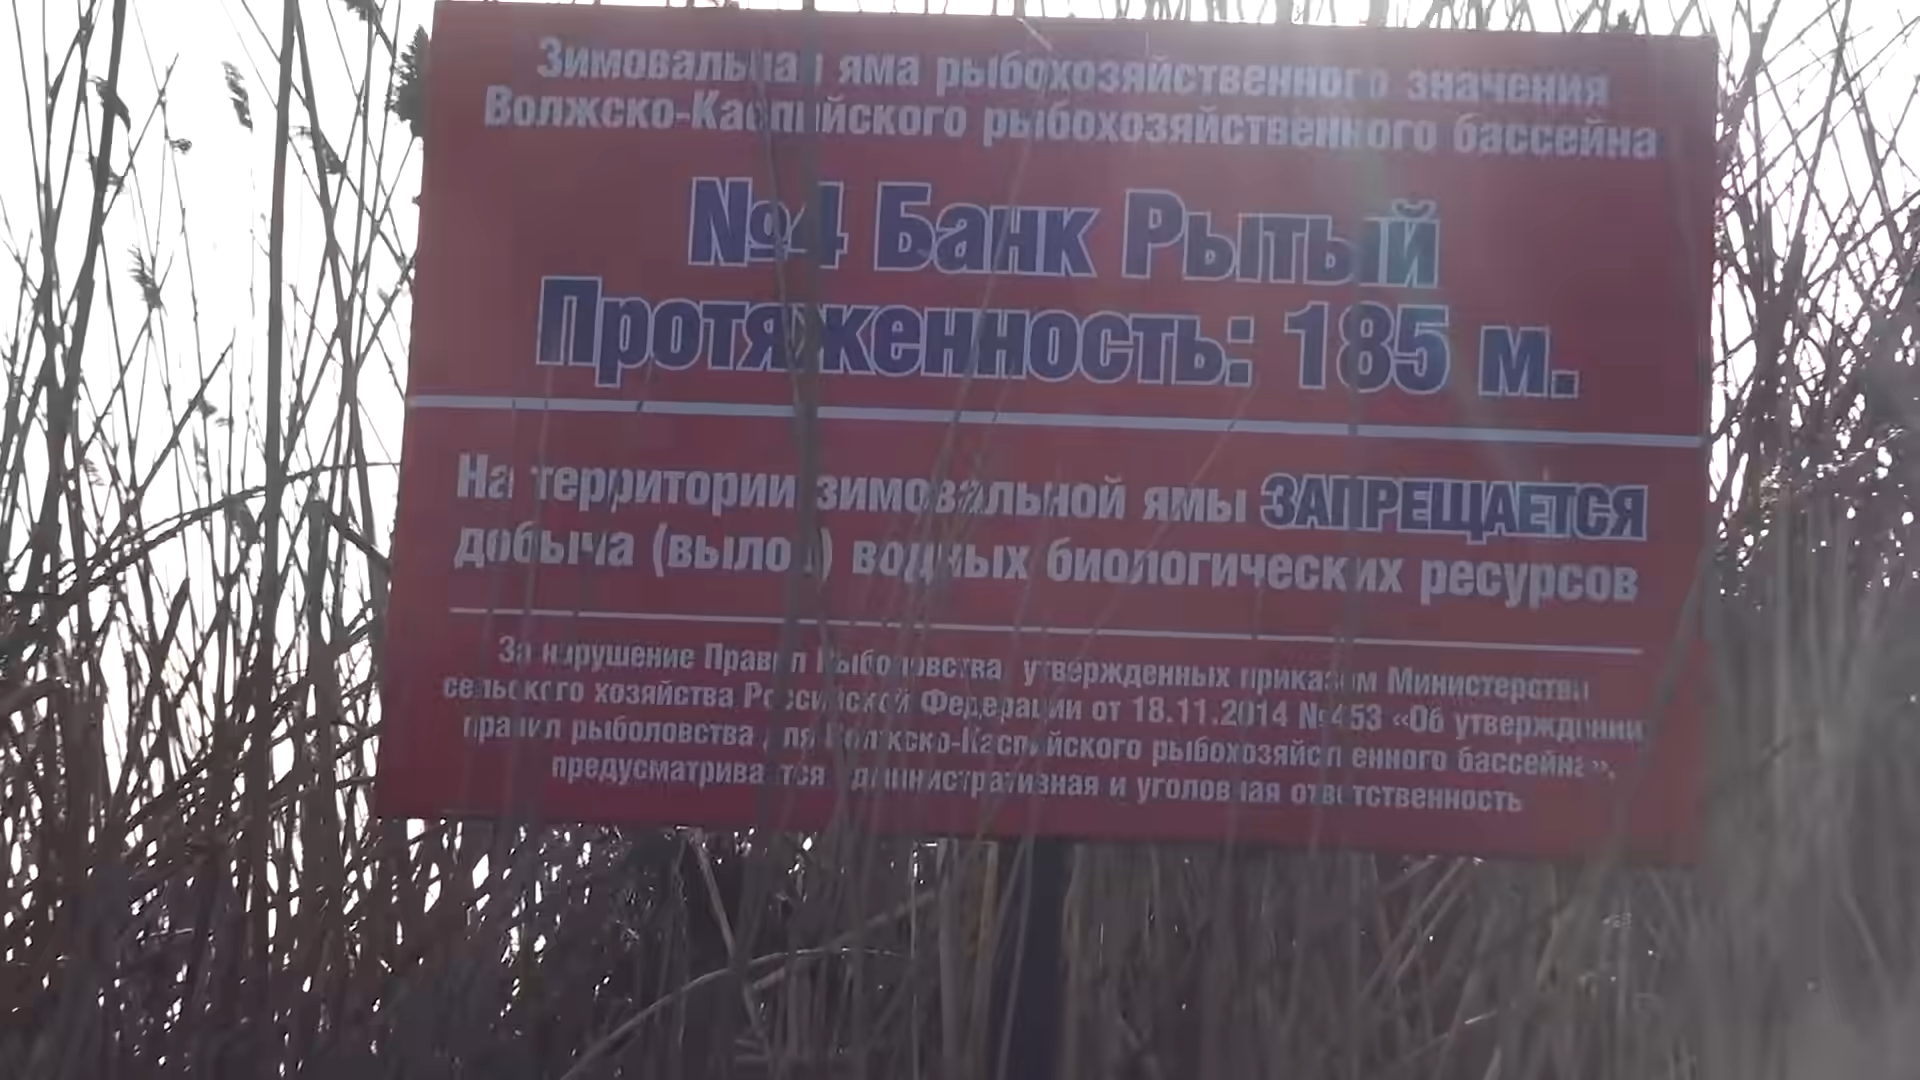 Зимовальная яма рыбохозяйственного значения
Волжско-Каспийского рыбохозяйственного бассейна
№4 Банк Рытый
Протяженность: 185 м.
На территории зимовальной ямы ЗАПРЕЩАЕТСЯ
добыча (вылов) водных биологических ресурсов
За нарушение Правил Рыболовства утвержденных приказом Министерства
сельского хозяйства Российской Федерации от 18.11.2014 №453 «Об утверждении
правил рыболовства для Волжско-Каспийского рыбохозяйственного бассейна».
предусматривается административная и уголовная ответственность